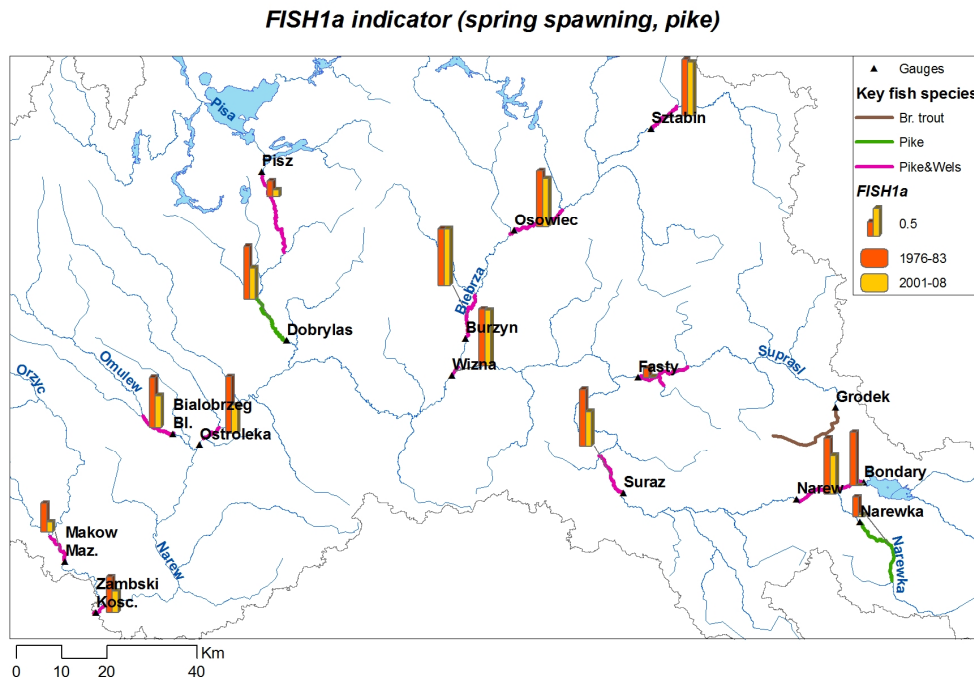 FISH1a indicator (spring spawning, pike)
Gauges
Key fish species
Br. trout
Pike
Pike&Wels
FISH1a
0.5
1976-83
2001-08
Pisa
Sztabin
Pisz
Osowiec
Biebrza
Dobrylas
Burzyn
Wizna
Fasty
Suprasl
Omulew
Orzyc
Bialobrzeg
Bl.
Ostroleka
Grodek
Suraz
Narew
Bondary
Narewka
Narewka
Makow
Maz.
Narew
Zambski
Kosc.
Km
0 10 20 40